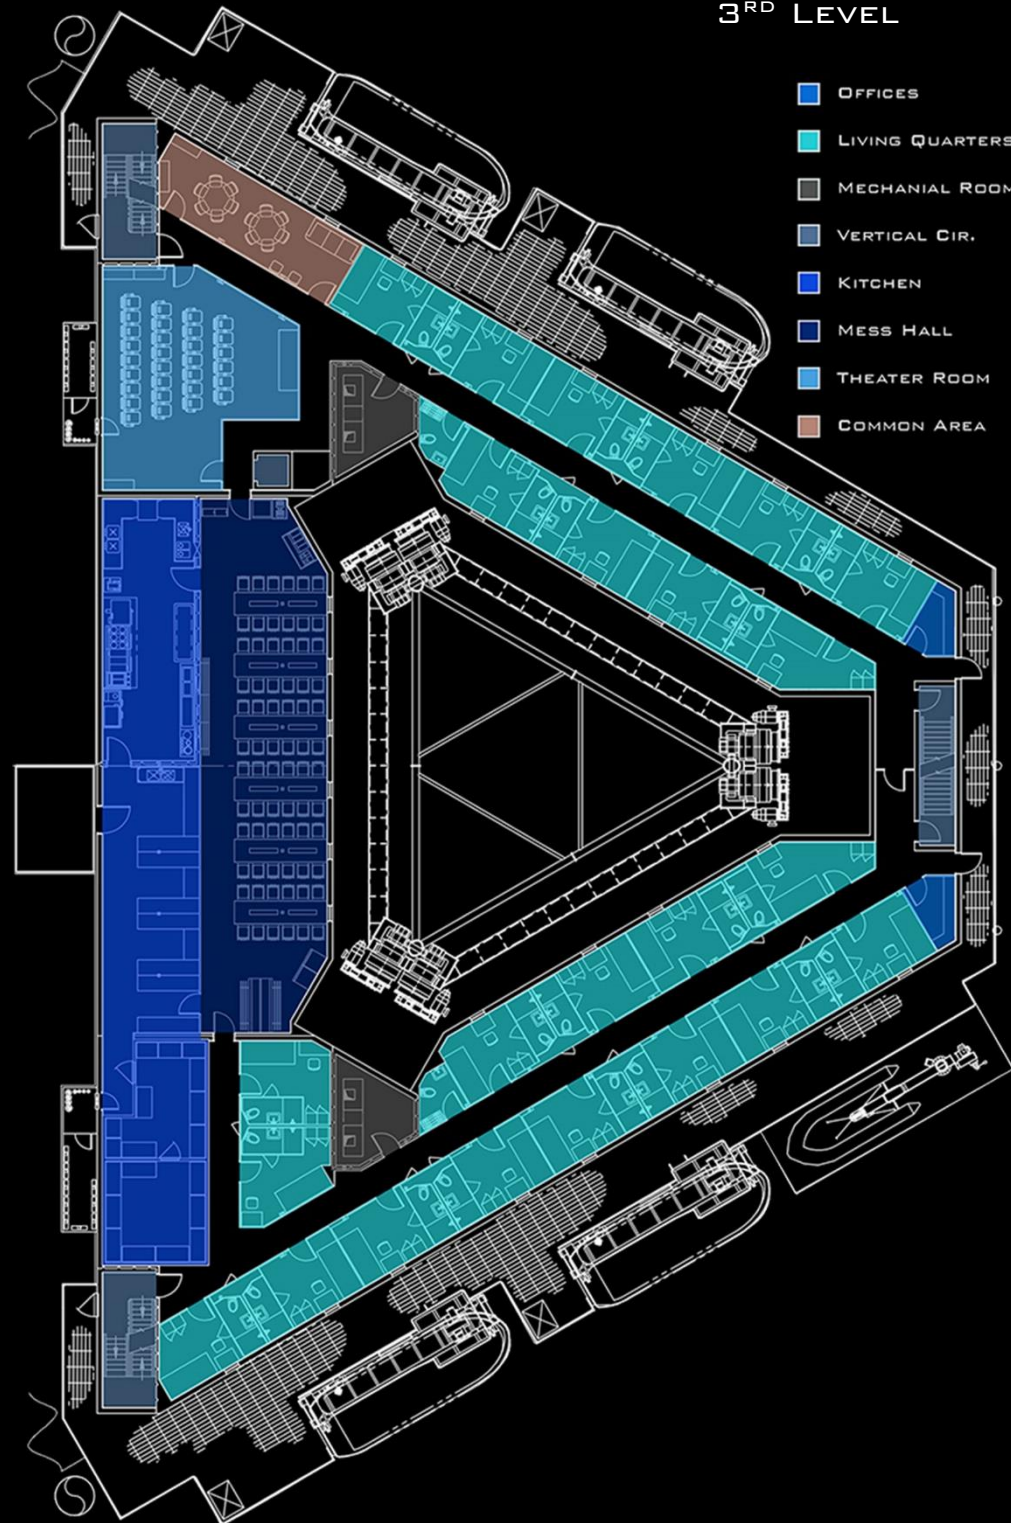 3RD LEVEL
OFFICES
LIVING QUARTERS
MECHANIAL ROOM
VERTICAL CIR.
KITCHEN
MESS HALL
THEATER ROOM
COMMON AREA